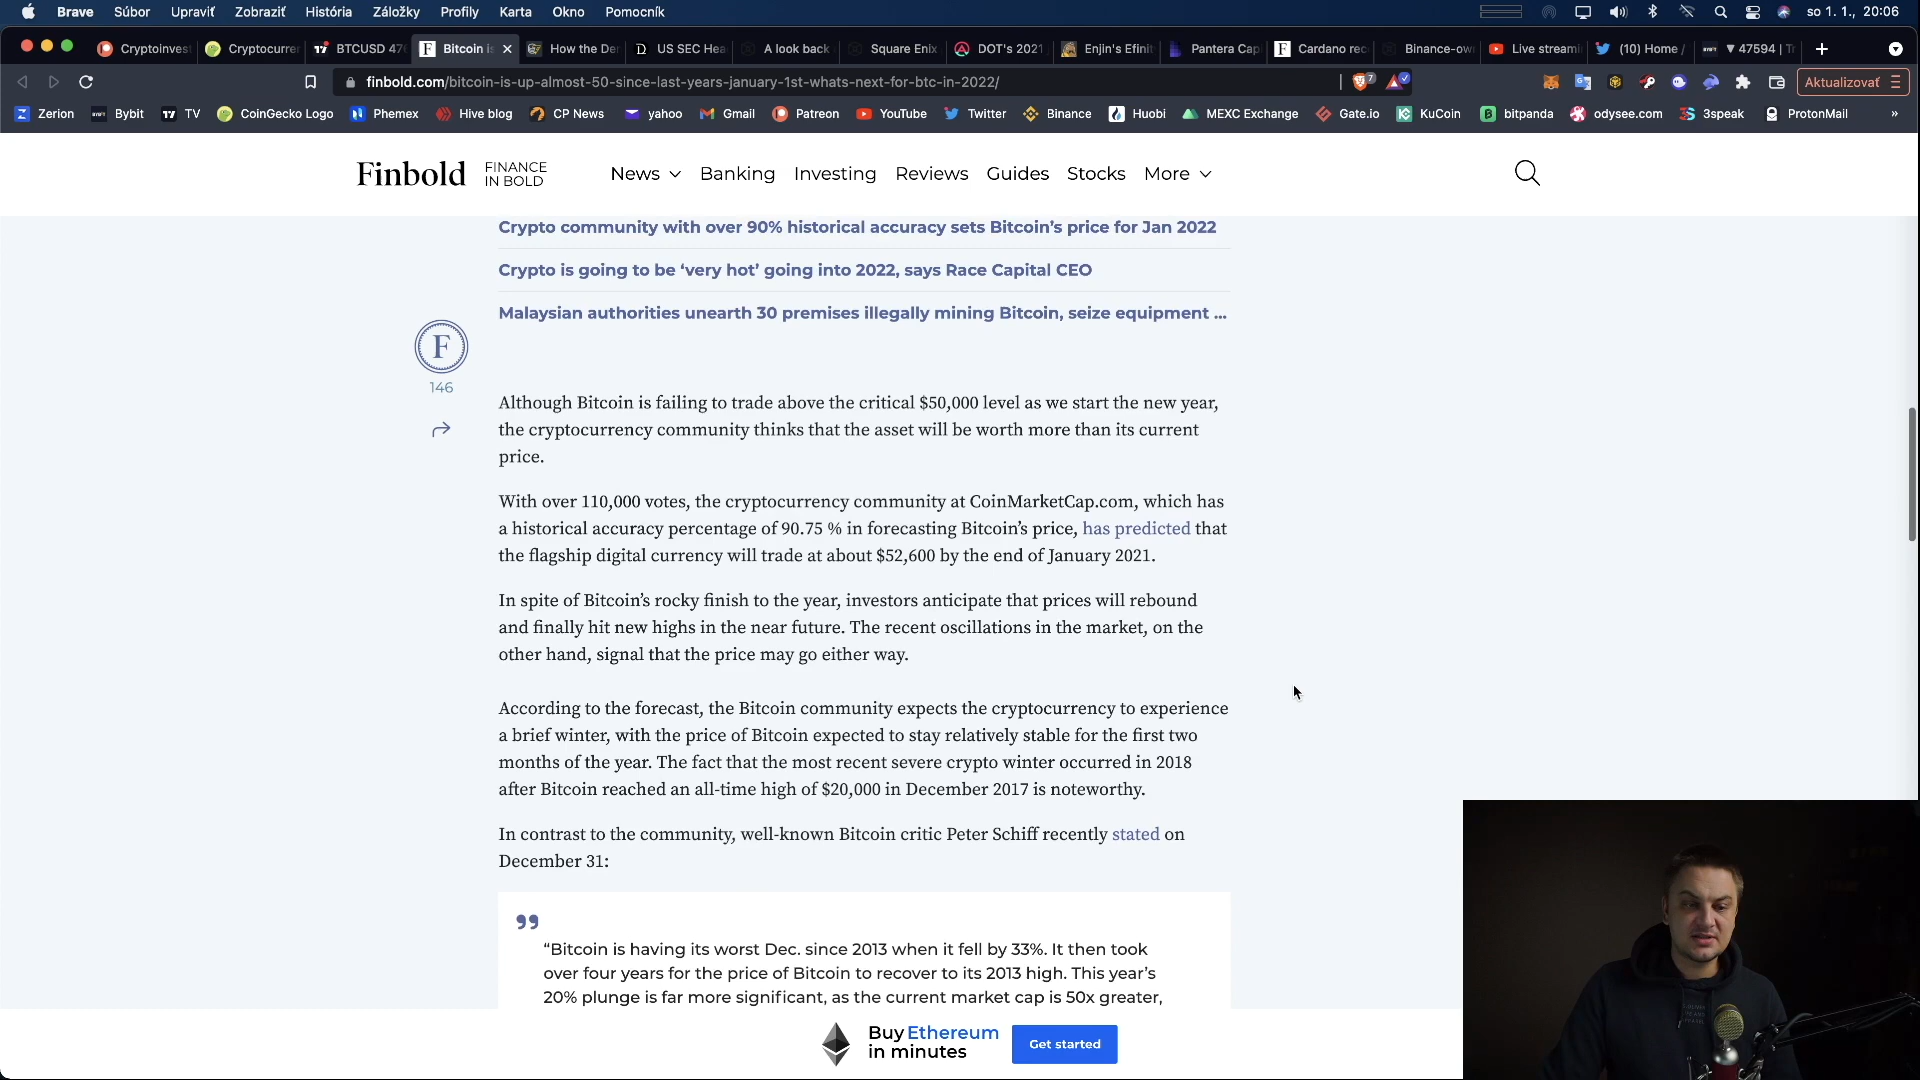 Brave Súbor Upraviť Zobraziť História Záložky Profily Karta Okno Pomocník so 1. 1., 20:06
Cryptoinves Cryptocurre BTCUSD 47 Bitcoin is How the De US SEC Hea A look back Square Enix DOT's 2021 Enjin's Efinit Pantera Cap Cardano rec Binance-ow Live stream (10) Home / ▼ 47594 | T
finbold.com/bitcoin-is-up-almost-50-since-last-years-january-1st-whats-next-for-btc-in-2022/ 7 Aktualizovať
Zerion Bybit TV CoinGecko Logo Phemex Hive blog CP News yahoo Gmail Patreon YouTube Twitter Binance Huobi MEXC Exchange Gate.io KuCoin bitpanda odysee.com 3speak ProtonMail »
Finbold FINANCE IN BOLD News Banking Investing Reviews Guides Stocks More
Crypto community with over 90% historical accuracy sets Bitcoin's price for Jan 2022
Crypto is going to be ‘very hot’ going into 2022, says Race Capital CEO
Malaysian authorities unearth 30 premises illegally mining Bitcoin, seize equipment ...
F
146
Although Bitcoin is failing to trade above the critical $50,000 level as we start the new year,
the cryptocurrency community thinks that the asset will be worth more than its current
price.
With over 110,000 votes, the cryptocurrency community at CoinMarketCap.com, which has
a historical accuracy percentage of 90.75 % in forecasting Bitcoin’s price, has predicted that
the flagship digital currency will trade at about $52,600 by the end of January 2021.
In spite of Bitcoin’s rocky finish to the year, investors anticipate that prices will rebound
and finally hit new highs in the near future. The recent oscillations in the market, on the
other hand, signal that the price may go either way.
According to the forecast, the Bitcoin community expects the cryptocurrency to experience
a brief winter, with the price of Bitcoin expected to stay relatively stable for the first two
months of the year. The fact that the most recent severe crypto winter occurred in 2018
after Bitcoin reached an all-time high of $20,000 in December 2017 is noteworthy.
In contrast to the community, well-known Bitcoin critic Peter Schiff recently stated on
December 31:
“Bitcoin is having its worst Dec. since 2013 when it fell by 33%. It then took
over four years for the price of Bitcoin to recover to its 2013 high. This year’s
20% plunge is far more significant, as the current market cap is 50x greater,
Buy Ethereum
in minutes
Get started